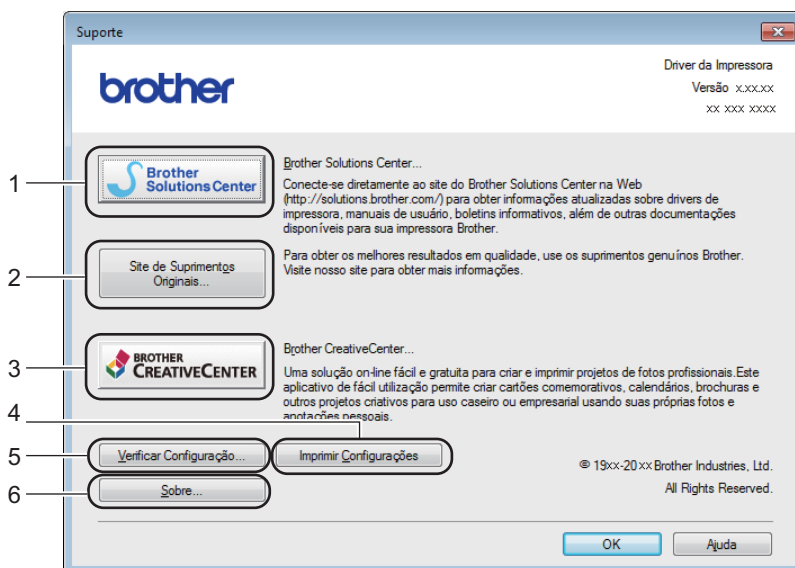 Suporte
brother
Driver da Impressora
Versão x.xx.xx
xx xxx xxxx
1
Brother
Solutions Center
Brother Solutions Center...
Conecte-se diretamente ao site do Brother Solutions Center na Web
(http://solutions.brother.com/) para obter informações atualizadas sobre drivers de
impressora, manuais de usuário, boletins informativos, além de outras documentações
disponíveis para sua impressora Brother.
2
Site de Suprimentos
Originais...
Para obter os melhores resultados em qualidade, use os suprimentos genuínos Brother.
Visite nosso site para obter mais informações.
3
BROTHER
CREATIVECENTER
Brother CreativeCenter...
Uma solução on-line fácil e gratuita para criar e imprimir projetos de fotos profissionais.Este
aplicativo de fácil utilização permite criar cartões comemorativos, calendários, brochuras e
outros projetos criativos para uso caseiro ou empresarial usando suas próprias fotos e
anotações pessoais.
4
5
Verificar Configuração...
Imprimir Configurações
6
Sobre...
© 19xx-20xx Brother Industries, Ltd.
All Rights Reserved.
OK
Ajuda